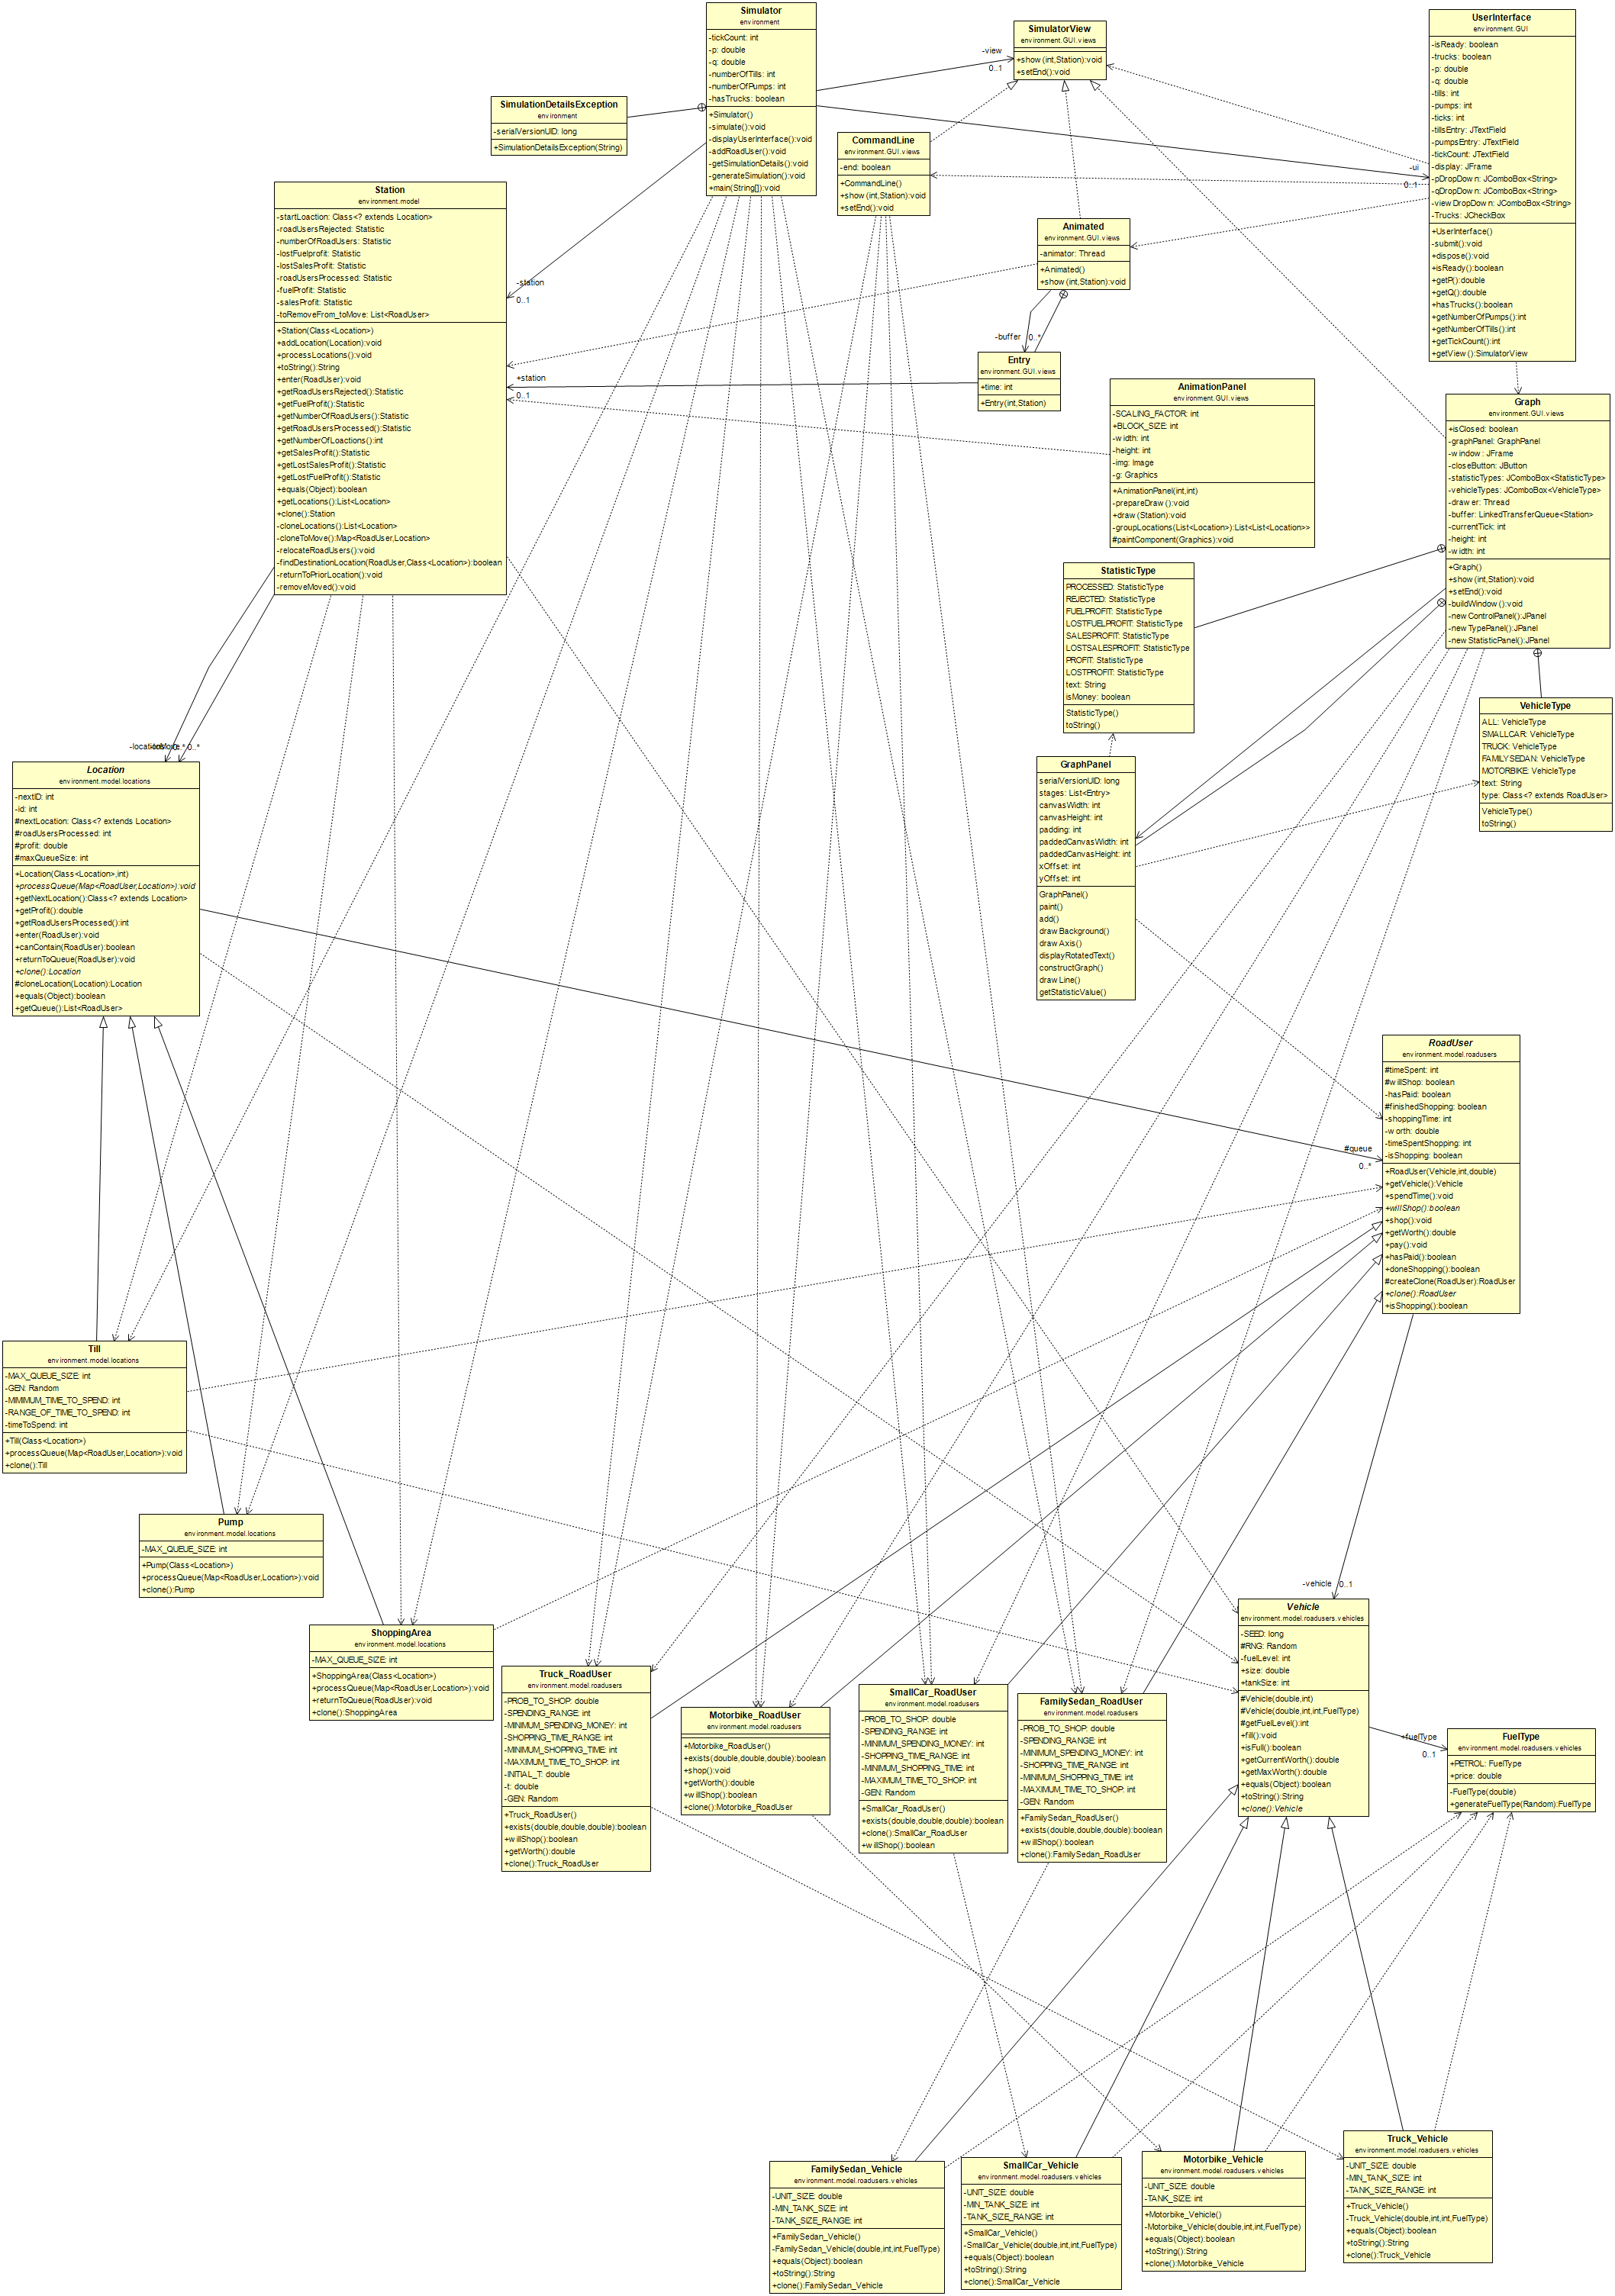 Simulator
environment
-tickCount: int
-p: double
-q: double
-numberOfTills: int
-numberOfPumps: int
-hasTrucks: boolean
+Simulator()
-simulate():void
-displayUserInterface():void
-addRoadUser():void
-getSimulationDetails():void
-generateSimulation():void
+main(String[]):void
SimulatorView
environment.GUI.views
+show(int,Station):void
+setEnd():void
-view
0..1
UserInterface
environment.GUI
-isReady: boolean
-trucks: boolean
-p: double
-q: double
-tills: int
-pumps: int
-ticks: int
-tillsEntry: JTextField
-pumpsEntry: JTextField
-tickCount: JTextField
-display: JFrame
-pDropDown: JComboBox<String>
-qDropDown: JComboBox<String>
-viewDropDown: JComboBox<String>
-Trucks: JCheckBox
+UserInterface()
-submit():void
+dispose():void
+isReady():boolean
+getP():double
+getQ():double
+hasTrucks():boolean
+getNumberOfPumps():int
+getNumberOfTills():int
+getTickCount():int
+getView():SimulatorView
-ui
0..1
SimulationDetailsException
environment
-serialVersionUID: long
+SimulationDetailsException(String)
CommandLine
environment.GUI.views
-end: boolean
+CommandLine()
+show(int,Station):void
+setEnd():void
Station
environment.model
-startLoaction: Class<? extends Location>
-roadUsersRejected: Statistic
-numberOfRoadUsers: Statistic
-lostFuelprofit: Statistic
-lostSalesProfit: Statistic
-roadUsersProcessed: Statistic
-fuelProfit: Statistic
-salesProfit: Statistic
-toRemoveFrom_toMove: List<RoadUser>
+Station(Class<Location>)
+addLocation(Location):void
+processLocations():void
+toString():String
+enter(RoadUser):void
+getRoadUsersRejected():Statistic
+getFuelProfit():Statistic
+getNumberOfRoadUsers():Statistic
+getRoadUsersProcessed():Statistic
+getNumberOfLoactions():int
+getSalesProfit():Statistic
+getLostSalesProfit():Statistic
+getLostFuelProfit():Statistic
+equals(Object):boolean
+getLocations():List<Location>
+clone():Station
-cloneLocations():List<Location>
-cloneToMove():Map<RoadUser,Location>
-relocateRoadUsers():void
-findDestinationLocation(RoadUser,Class<Location>):boolean
-returnToPriorLocation():void
-removeMoved():void
-station
0..1
Animated
environment.GUI.views
-animator: Thread
+Animated()
+show(int,Station):void
-buffer
0..*
Entry
environment.GUI.views
+time: int
+Entry(int,Station)
+station
0..1
AnimationPanel
environment.GUI.views
-SCALING_FACTOR: int
+BLOCK_SIZE: int
-width: int
-height: int
-img: Image
-g: Graphics
+AnimationPanel(int,int)
-prepareDraw():void
+draw(Station):void
-groupLocations(List<Location>):List<List<Location>>
#paintComponent(Graphics):void
Graph
environment.GUI.views
+isClosed: boolean
-graphPanel: GraphPanel
-window: JFrame
-closeButton: JButton
-statisticTypes: JComboBox<StatisticType>
-vehicleTypes: JComboBox<VehicleType>
-drawer: Thread
-buffer: LinkedTransferQueue<Station>
-currentTick: int
-height: int
-width: int
+Graph()
+show(int,Station):void
+setEnd():void
-buildWindow():void
-newControlPanel():JPanel
-newTypePanel():JPanel
-newStatisticPanel():JPanel
StatisticType
PROCESSED: StatisticType
REJECTED: StatisticType
FUELPROFIT: StatisticType
LOSTFUELPROFIT: StatisticType
SALESPROFIT: StatisticType
LOSTSALESPROFIT: StatisticType
PROFIT: StatisticType
LOSTPROFIT: StatisticType
text: String
isMoney: boolean
StatisticType()
toString()
VehicleType
ALL: VehicleType
SMALLCAR: VehicleType
TRUCK: VehicleType
FAMILYSEDAN: VehicleType
MOTORBIKE: VehicleType
text: String
type: Class<? extends RoadUser>
VehicleType()
toString()
GraphPanel
serialVersionUID: long
stages: List<Entry>
canvasWidth: int
canvasHeight: int
padding: int
paddedCanvasWidth: int
paddedCanvasHeight: int
xOffset: int
yOffset: int
GraphPanel()
paint()
add()
drawBackground()
drawAxis()
displayRotatedText()
constructGraph()
drawLine()
getStatisticValue()
0..*
Location
environment.model.locations
-nextID: int
-id: int
#nextLocation: Class<? extends Location>
#roadUsersProcessed: int
#profit: double
#maxQueueSize: int
+Location(Class<Location>,int)
+processQueue(Map<RoadUser,Location>):void
+getNextLocation():Class<? extends Location>
+getProfit():double
+getRoadUsersProcessed():int
+enter(RoadUser):void
+canContain(RoadUser):boolean
+returnToQueue(RoadUser):void
+clone():Location
#cloneLocation(Location):Location
+equals(Object):boolean
+getQueue():List<RoadUser>
RoadUser
environment.model.roadusers
#timeSpent: int
#willShop: boolean
-hasPaid: boolean
#finishedShopping: boolean
-shoppingTime: int
-worth: double
-timeSpentShopping: int
-isShopping: boolean
+RoadUser(Vehicle,int,double)
+getVehicle():Vehicle
+spendTime():void
+willShop():boolean
+shop():void
+getWorth():double
+pay():void
+hasPaid():boolean
+doneShopping():boolean
#createClone(RoadUser):RoadUser
+clone():RoadUser
+isShopping():boolean
#queue
0..*
Till
environment.model.locations
-MAX_QUEUE_SIZE: int
-GEN: Random
-MIMIMUM_TIME_TO_SPEND: int
-RANGE_OF_TIME_TO_SPEND: int
-timeToSpend: int
+Till(Class<Location>)
+processQueue(Map<RoadUser,Location>):void
+clone():Till
Pump
environment.model.locations
-MAX_QUEUE_SIZE: int
+Pump(Class<Location>)
+processQueue(Map<RoadUser,Location>):void
+clone():Pump
ShoppingArea
environment.model.locations
-MAX_QUEUE_SIZE: int
+ShoppingArea(Class<Location>)
+processQueue(Map<RoadUser,Location>):void
+returnToQueue(RoadUser):void
+clone():ShoppingArea
-vehicle
0..1
Vehicle
environment.model.roadusers.vehicles
-SEED: long
#RNG: Random
-fuelLevel: int
+size: double
+tankSize: int
#Vehicle(double,int)
#Vehicle(double,int,int,FuelType)
#getFuelLevel():int
+fill():void
+isFull():boolean
+getCurrentWorth():double
+getMaxWorth():double
+equals(Object):boolean
+toString():String
+clone():Vehicle
Truck_RoadUser
environment.model.roadusers
-PROB_TO_SHOP: double
-SPENDING_RANGE: int
-MINIMUM_SPENDING_MONEY: int
-SHOPPING_TIME_RANGE: int
-MINIMUM_SHOPPING_TIME: int
-MAXIMUM_TIME_TO_SHOP: int
-INITIAL_T: double
-t: double
-GEN: Random
+Truck_RoadUser()
+exists(double,double,double):boolean
+willShop():boolean
+getWorth():double
+clone():Truck_RoadUser
Motorbike_RoadUser
environment.model.roadusers
+Motorbike_RoadUser()
+exists(double,double,double):boolean
+shop():void
+getWorth():double
+willShop():boolean
+clone():Motorbike_RoadUser
SmallCar_RoadUser
environment.model.roadusers
-PROB_TO_SHOP: double
-SPENDING_RANGE: int
-MINIMUM_SPENDING_MONEY: int
-SHOPPING_TIME_RANGE: int
-MINIMUM_SHOPPING_TIME: int
-MAXIMUM_TIME_TO_SHOP: int
-GEN: Random
+SmallCar_RoadUser()
+exists(double,double,double):boolean
+clone():SmallCar_RoadUser
+willShop():boolean
FamilySedan_RoadUser
environment.model.roadusers
-PROB_TO_SHOP: double
-SPENDING_RANGE: int
-MINIMUM_SPENDING_MONEY: int
-SHOPPING_TIME_RANGE: int
-MINIMUM_SHOPPING_TIME: int
-MAXIMUM_TIME_TO_SHOP: int
-GEN: Random
+FamilySedan_RoadUser()
+exists(double,double,double):boolean
+willShop():boolean
+clone():FamilySedan_RoadUser
+fuelType
0..1
FuelType
environment.model.roadusers.vehicles
+PETROL: FuelType
+price: double
-FuelType(double)
+generateFuelType(Random):FuelType
FamilySedan_Vehicle
environment.model.roadusers.vehicles
-UNIT_SIZE: double
-MIN_TANK_SIZE: int
-TANK_SIZE_RANGE: int
+FamilySedan_Vehicle()
-FamilySedan_Vehicle(double,int,int,FuelType)
+equals(Object):boolean
+toString():String
+clone():FamilySedan_Vehicle
SmallCar_Vehicle
environment.model.roadusers.vehicles
-UNIT_SIZE: double
-MIN_TANK_SIZE: int
-TANK_SIZE_RANGE: int
+SmallCar_Vehicle()
-SmallCar_Vehicle(double,int,int,FuelType)
+equals(Object):boolean
+toString():String
+clone():SmallCar_Vehicle
Motorbike_Vehicle
environment.model.roadusers.vehicles
-UNIT_SIZE: double
-TANK_SIZE: int
+Motorbike_Vehicle()
-Motorbike_Vehicle(double,int,int,FuelType)
+equals(Object):boolean
+toString():String
+clone():Motorbike_Vehicle
Truck_Vehicle
environment.model.roadusers.vehicles
-UNIT_SIZE: double
-MIN_TANK_SIZE: int
-TANK_SIZE_RANGE: int
+Truck_Vehicle()
-Truck_Vehicle(double,int,int,FuelType)
+equals(Object):boolean
+toString():String
+clone():Truck_Vehicle